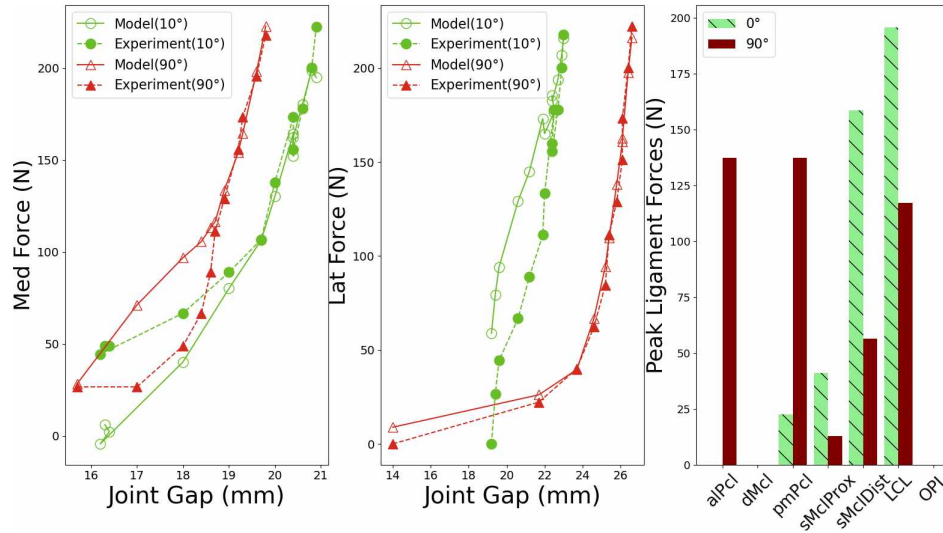 Model(10°)
Experiment(10°)
Model(90°)
Experiment(90°)
200
150
100
50
0
Med Force (N)
16
17
18
19
20
21
Joint Gap (mm)
Model(10°)
Experiment(10°)
Model(90°)
Experiment(90°)
200
150
100
50
0
Lat Force (N)
14
16
18
20
22
24
26
Joint Gap (mm)
0°
90°
200
175
150
125
100
75
50
25
0
Peak Ligament Forces (N)
alPcl
dMcl
pmPcl
sMclProx
sMclDist
LCL